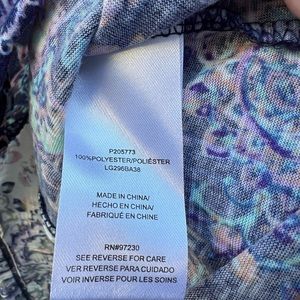 P205773
100%POLYESTER/POLIÉSTER
LG296BA38
MADE IN CHINA/
HECHO EN CHINA/
FABRIQUÉ EN CHINE
RN#97230
SEE REVERSE FOR CARE
VER REVERSE PARA CUIDADO
VOIR INVERSE POUR LES SOINS